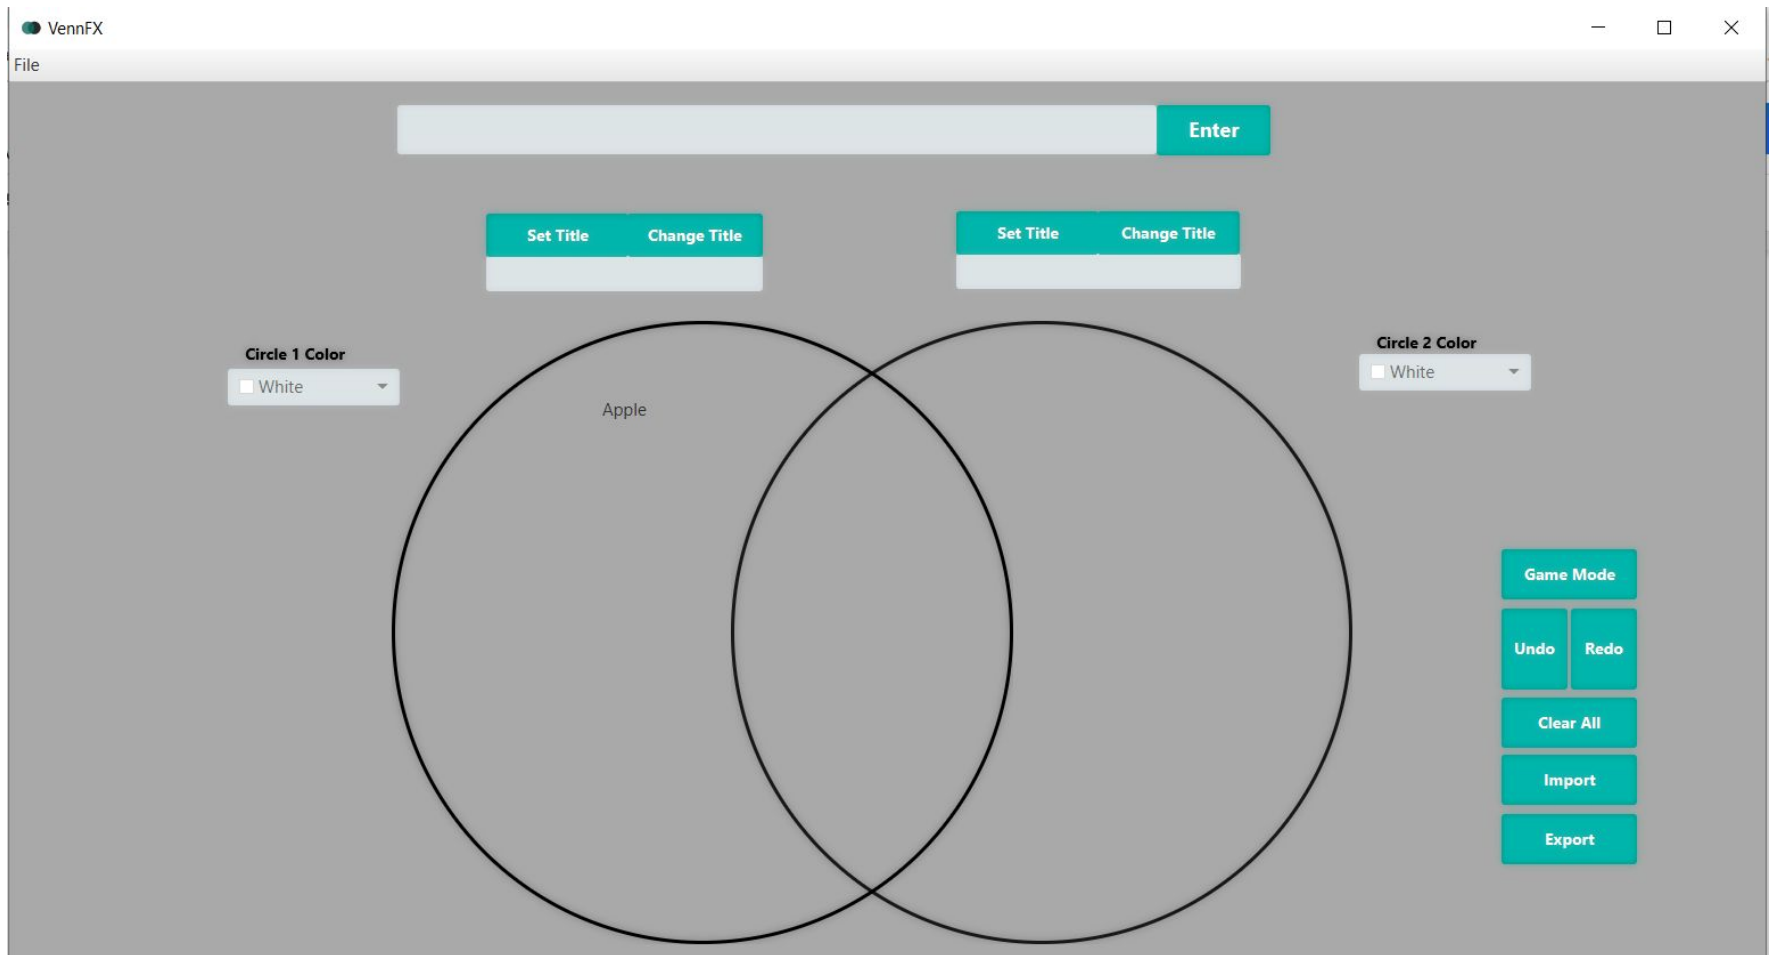 VennFX
File
Enter
Set Title Change Title
Set Title Change Title
Circle 1 Color
White
Circle 2 Color
White
Apple
Game Mode
Undo Redo
Clear All
Import
Export